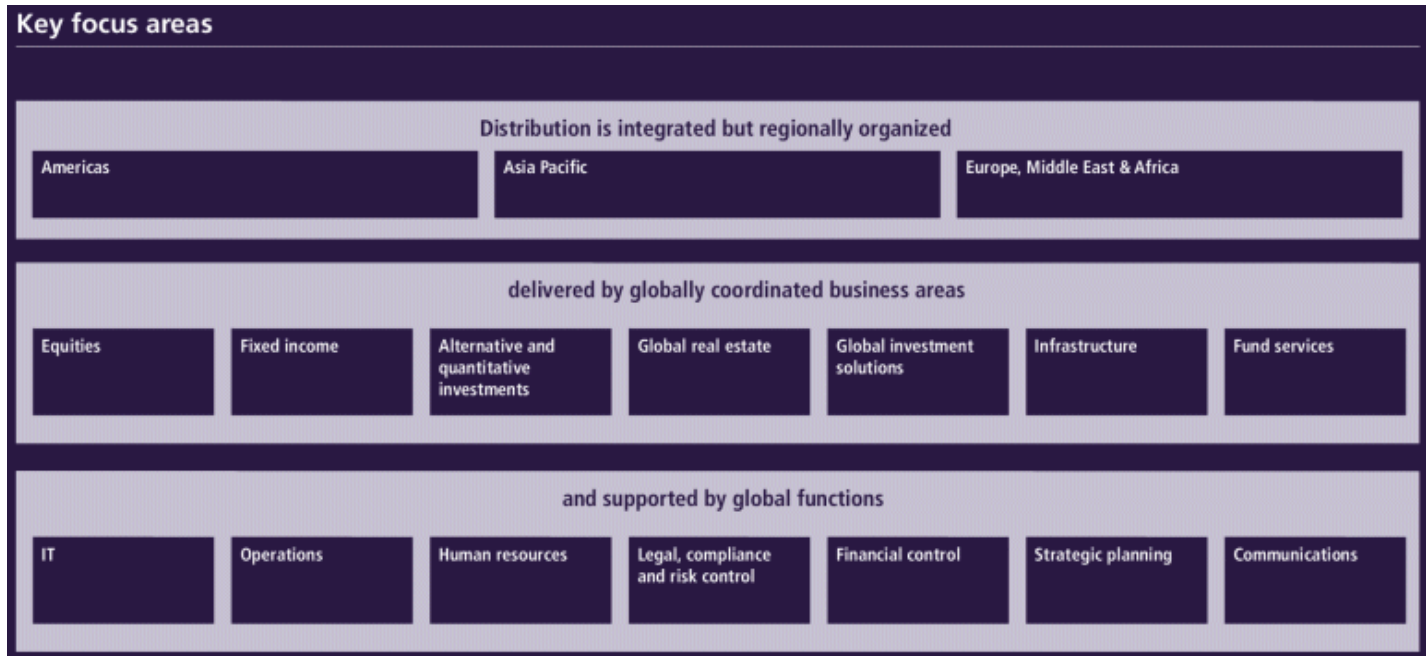 Key focus areas
Distribution is integrated but regionally organized
Americas
Asia Pacific
Europe, Middle East & Africa
delivered by globally coordinated business areas
Equities
Fixed income
Alternative and
quantitative
investments
Global real estate
Global investment
solutions
Infrastructure
Fund services
and supported by global functions
IT
Operations
Human resources
Legal, compliance
and risk control
Financial control
Strategic planning
Communications